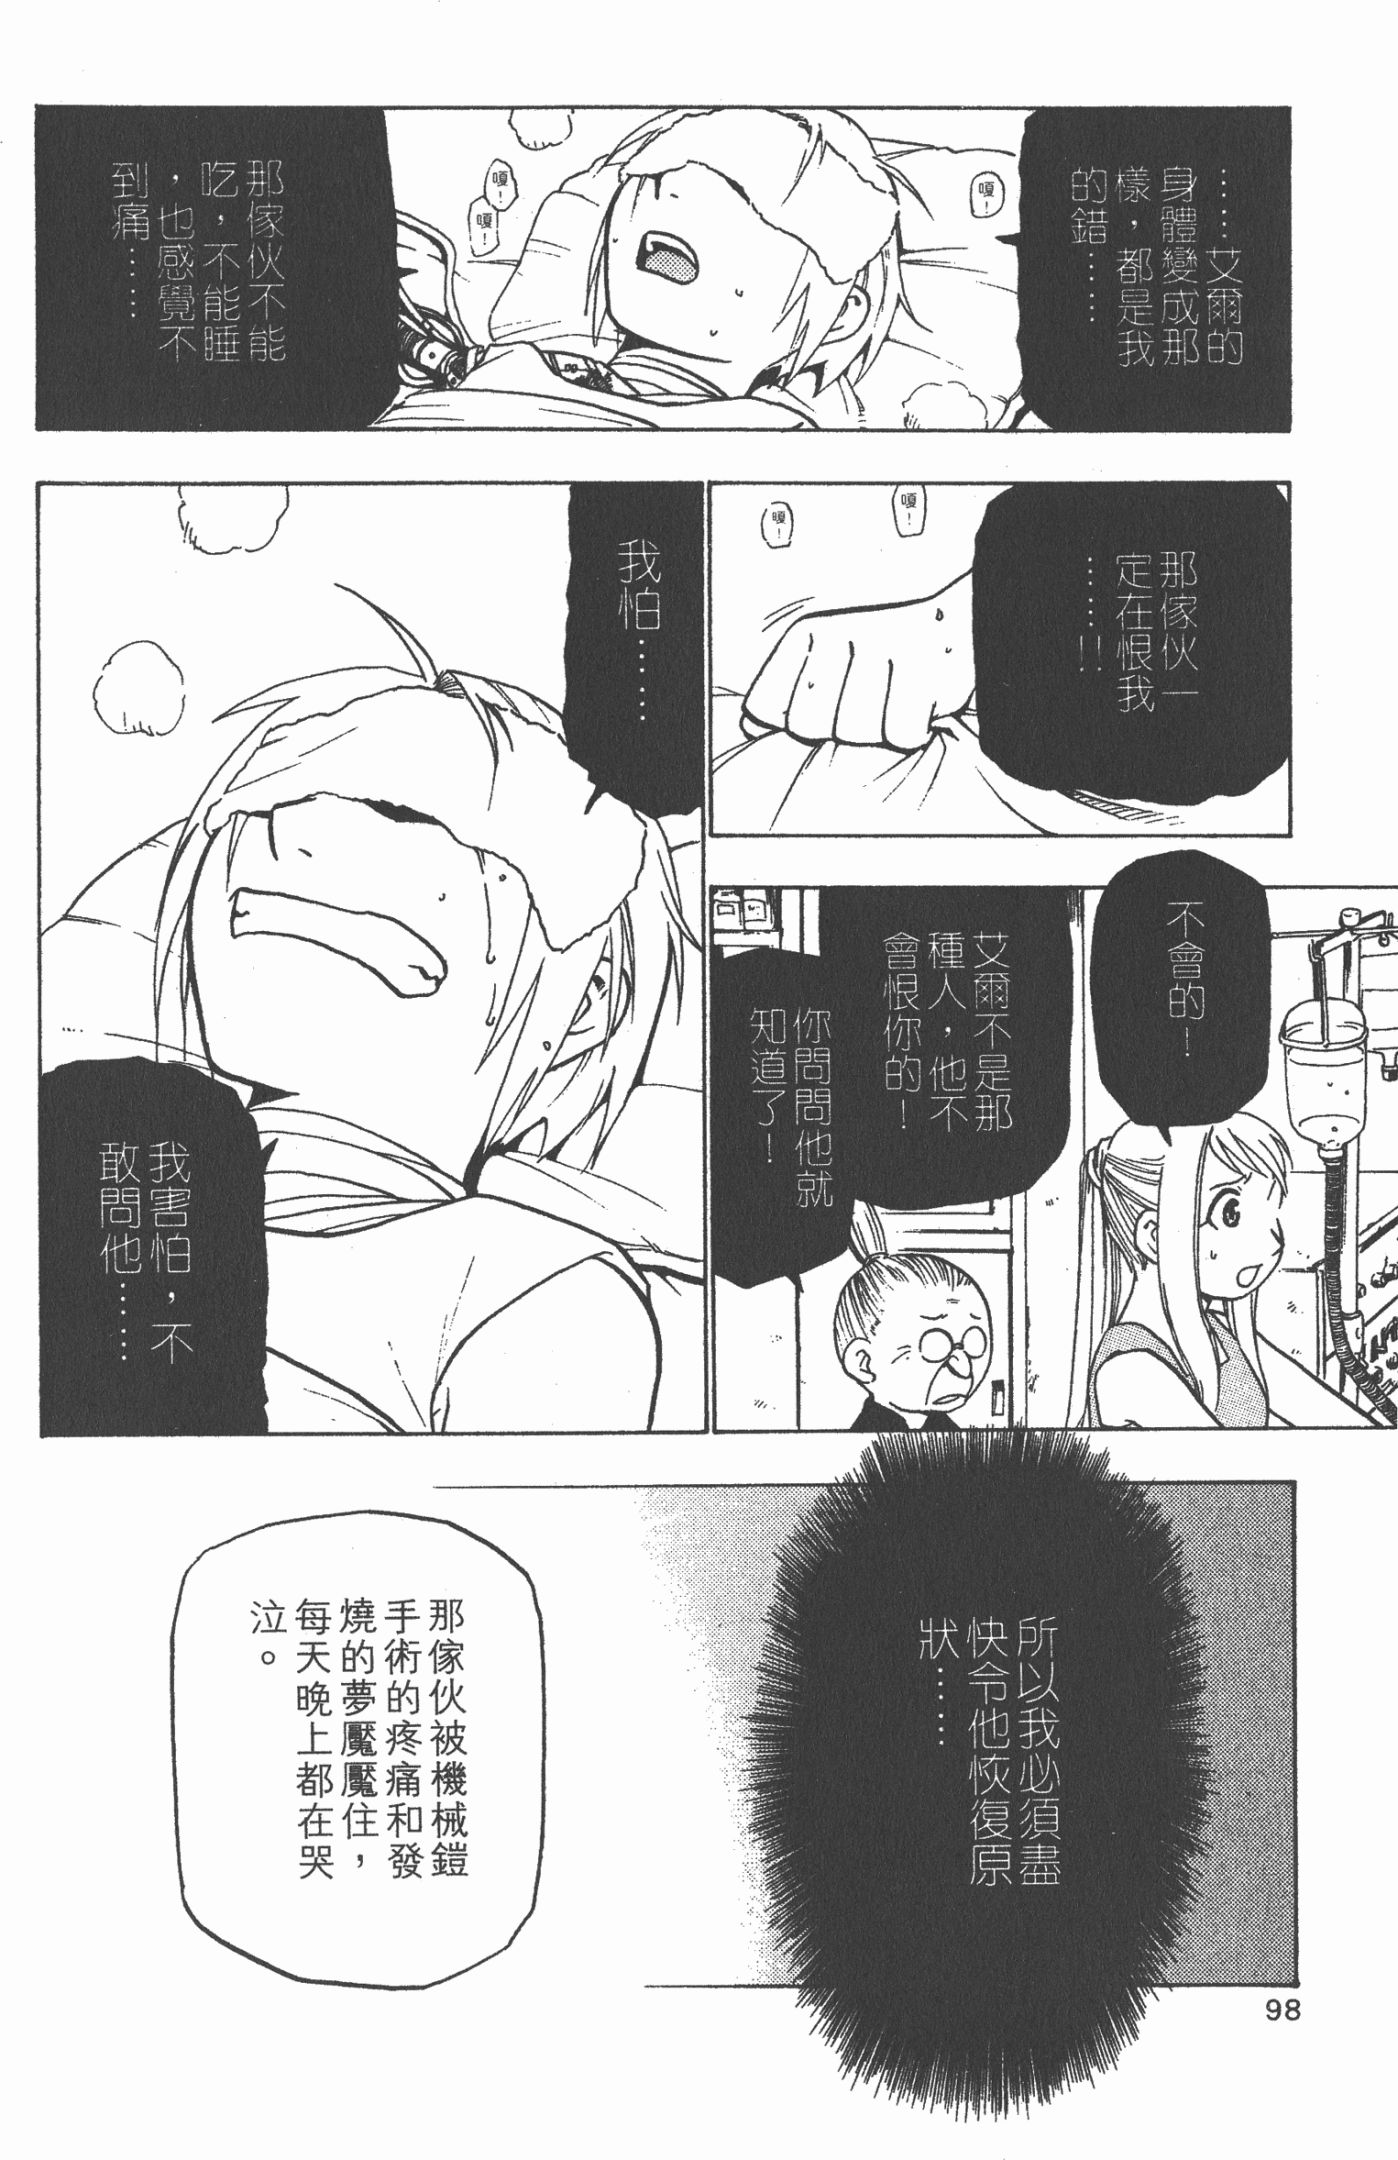 ……艾爾的
身體變成那
樣，都是我
的錯……
嗄！
嗄！
嗄！
那傢伙不能
吃，不能睡
，也感覺不
到痛……
那傢伙一
定在恨我
……!!
嗄！
嗄！
不會的！
艾爾不是那
種人，他不
會恨你的！
你問問他就
知道了！
我怕……
我害怕，不
敢問他……
所以我必須盡
快令他恢復原
狀……
那傢伙被機械鎧
手術的疼痛和發
燒的夢魘魘住，
每天晚上都在哭
泣。
98